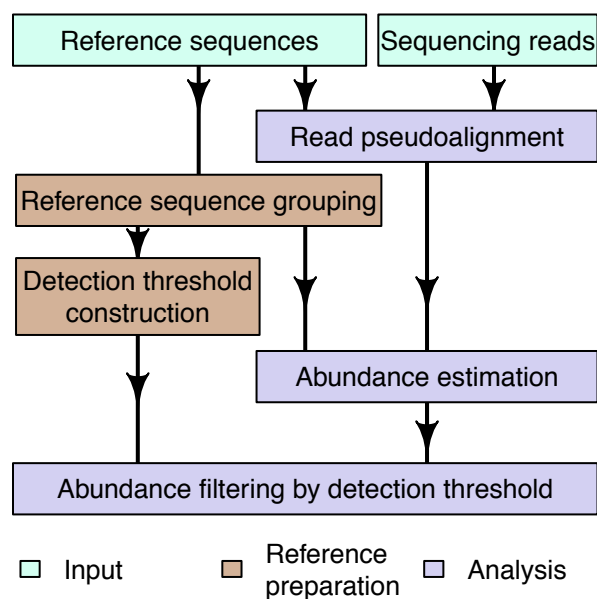 Reference sequences
Sequencing reads
Read pseudoalignment
Reference sequence grouping
Detection threshold
construction
Abundance estimation
Abundance filtering by detection threshold
Input
Reference
preparation
Analysis